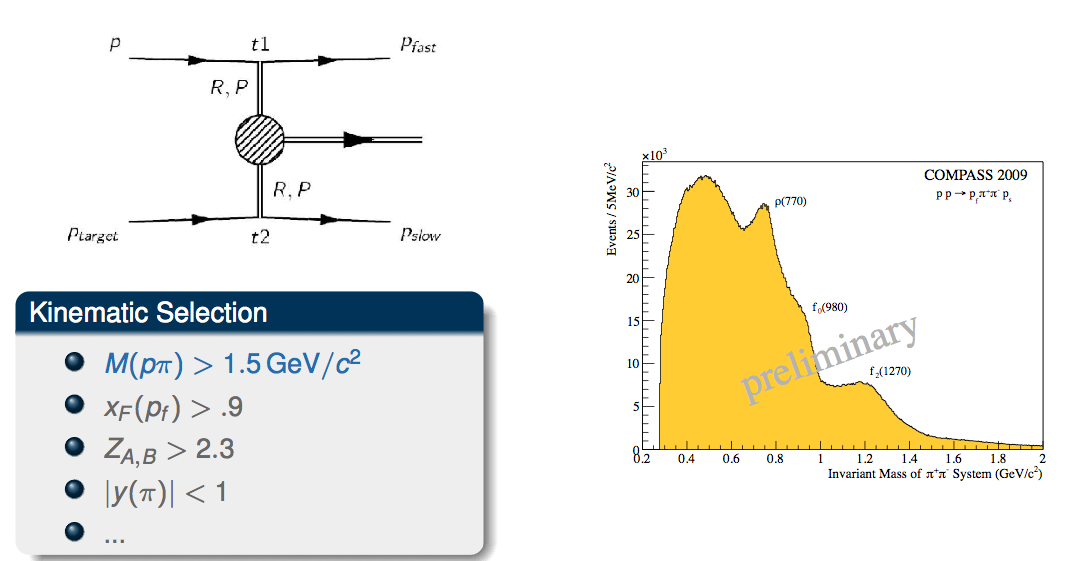 p
t1
p_fast
R, P
R, P
p_target
t2
p_slow
Kinematic Selection
M(pπ) > 1.5 GeV/c²
x_F(p_f) > .9
Z_A,B > 2.3
|y(π)| < 1
...
×10³
COMPASS 2009
p p → p_f π⁺π⁻ p_s
Events / 5MeV/c²
30
25
20
15
10
5
0
ρ(770)
f₀(980)
f₂(1270)
preliminary
0.2 0.4 0.6 0.8 1 1.2 1.4 1.6 1.8 2
Invariant Mass of π⁺π⁻ System (GeV/c²)